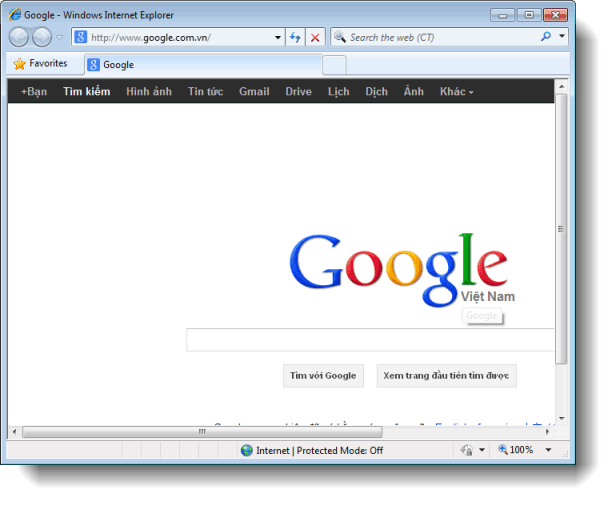 Google - Windows Internet Explorer
http://www.google.com.vn/
Search the web (CT)
Favorites
Google
+Bạn Tìm kiếm Hình ảnh Tin tức Gmail Drive Lịch Dịch Ảnh Khác
Google
Việt Nam
Google
Tìm với Google Xem trang đầu tiên tìm được
Internet | Protected Mode: Off
100%